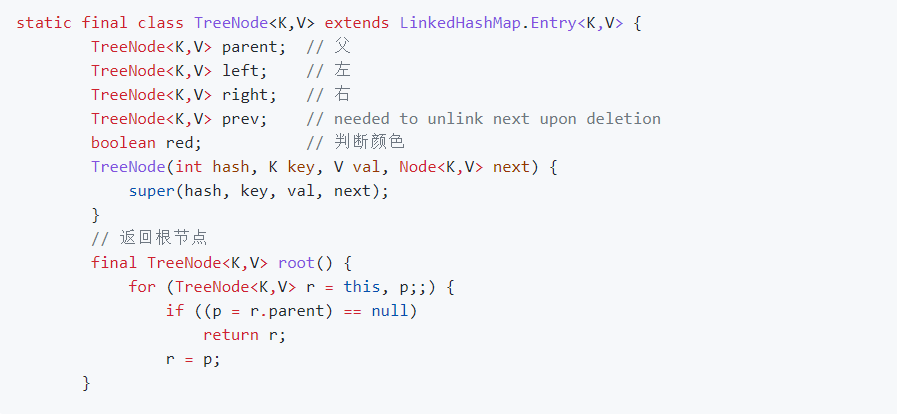 static final class TreeNode<K,V> extends LinkedHashMap.Entry<K,V> {
TreeNode<K,V> parent;  // 父
TreeNode<K,V> left;    // 左
TreeNode<K,V> right;   // 右
TreeNode<K,V> prev;    // needed to unlink next upon deletion
boolean red;           // 判断颜色
TreeNode(int hash, K key, V val, Node<K,V> next) {
super(hash, key, val, next);
}
// 返回根节点
final TreeNode<K,V> root() {
for (TreeNode<K,V> r = this, p;;) {
if ((p = r.parent) == null)
return r;
r = p;
}